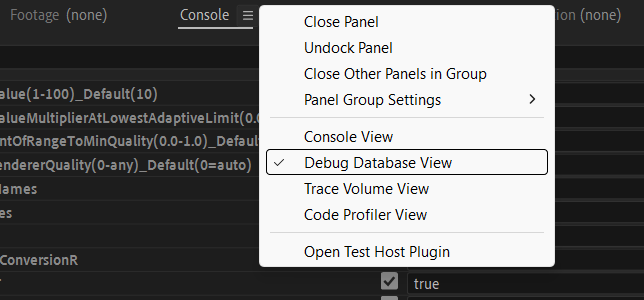 Footage (none)
Console
ion (none)
Close Panel
Undock Panel
Close Other Panels in Group
Panel Group Settings
Console View
Debug Database View
Trace Volume View
Code Profiler View
Open Test Host Plugin
alue(1-100)_Default(10)
alueMultiplierAtLowestAdaptiveLimit(0.0
ntOfRangeToMinQuality(0.0-1.0)_Defau
endererQuality(0-any)_Default(0=auto)
Names
es
ConversionR
true